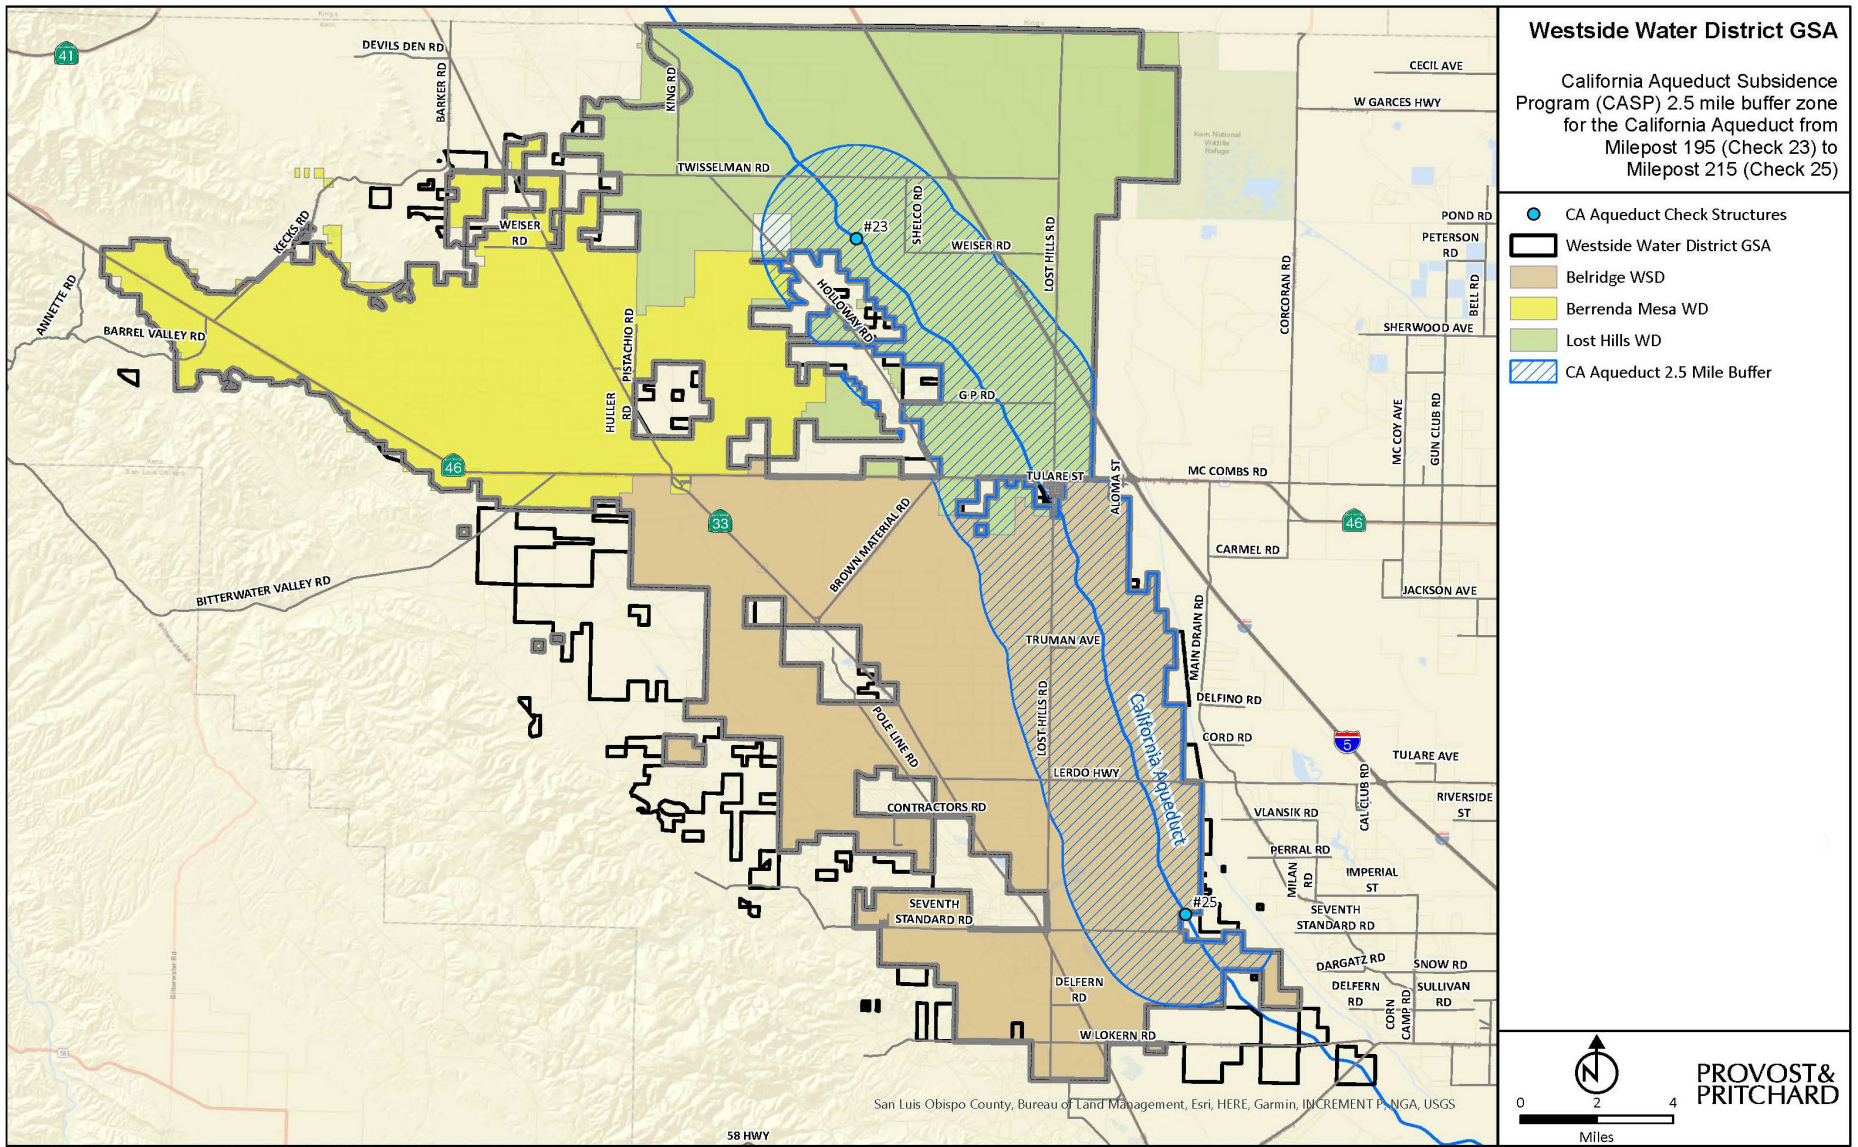 Westside Water District GSA
California Aqueduct Subsidence
Program (CASP) 2.5 mile buffer zone
for the California Aqueduct from
Milepost 195 (Check 23) to
Milepost 215 (Check 25)
CA Aqueduct Check Structures
Westside Water District GSA
Belridge WSD
Berrenda Mesa WD
Lost Hills WD
CA Aqueduct 2.5 Mile Buffer
41
DEVILS DEN RD
BARKER RD
KING RD
CECIL AVE
W GARCES HWY
Kern National
Wildlife
Refuge
TWISSELMAN RD
KECKS RD
WEISER
RD
#23
SHELCO RD
WEISER RD
LOST HILLS RD
POND RD
PETERSON
RD
BELL RD
CORCORAN RD
ANNETTE RD
BARREL VALLEY RD
PISTACHIO RD
HOLLOWAY RD
SHERWOOD AVE
HULLER
RD
G P RD
MC COY AVE
GUN CLUB RD
46
TULARE ST
ALOMA ST
MC COMBS RD
33
46
BROWN MATERIAL RD
CARMEL RD
BITTERWATER VALLEY RD
JACKSON AVE
Bitterwater Rd
TRUMAN AVE
MAIN DRAIN RD
DELFINO RD
LOST HILLS RD
California Aqueduct
POLE LINE RD
CORD RD
5
TULARE AVE
LERDO HWY
CAL CLUB RD
RIVERSIDE
ST
CONTRACTORS RD
VLANSIK RD
PERRAL RD
MILAN
RD
IMPERIAL
ST
#25
SEVENTH
STANDARD RD
SEVENTH
STANDARD RD
Bitterwater Rd
DARGATZ RD
SNOW RD
DELFERN
RD
DELFERN
RD
SULLIVAN
RD
CORN
CAMP RD
W LOKERN RD
58
San Luis Obispo County, Bureau of Land Management, Esri, HERE, Garmin, INCREMENT P, NGA, USGS
58 HWY
N
0 2 4
Miles
PROVOST&
PRITCHARD